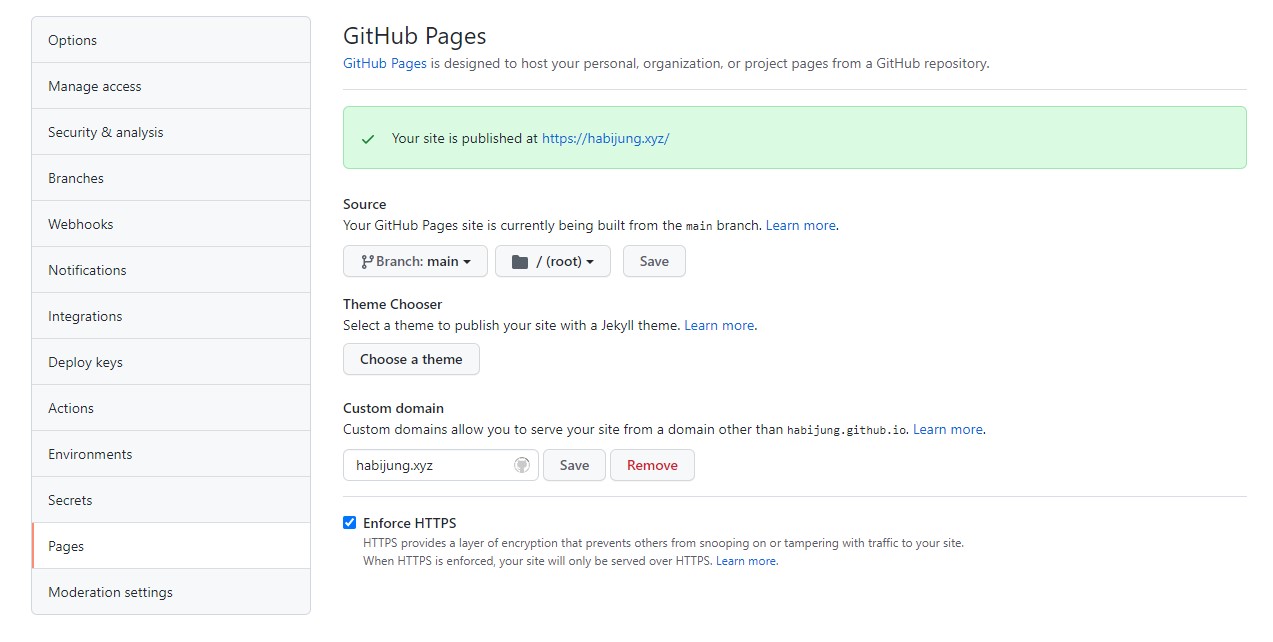 Options
Manage access
Security & analysis
Branches
Webhooks
Notifications
Integrations
Deploy keys
Actions
Environments
Secrets
Pages
Moderation settings
GitHub Pages
GitHub Pages is designed to host your personal, organization, or project pages from a GitHub repository.
Your site is published at https://habijung.xyz/
Source
Your GitHub Pages site is currently being built from the main branch. Learn more.
Branch: main
/ (root)
Save
Theme Chooser
Select a theme to publish your site with a Jekyll theme. Learn more.
Choose a theme
Custom domain
Custom domains allow you to serve your site from a domain other than habijung.github.io. Learn more.
habijung.xyz
Save
Remove
Enforce HTTPS
HTTPS provides a layer of encryption that prevents others from snooping on or tampering with traffic to your site.
When HTTPS is enforced, your site will only be served over HTTPS. Learn more.